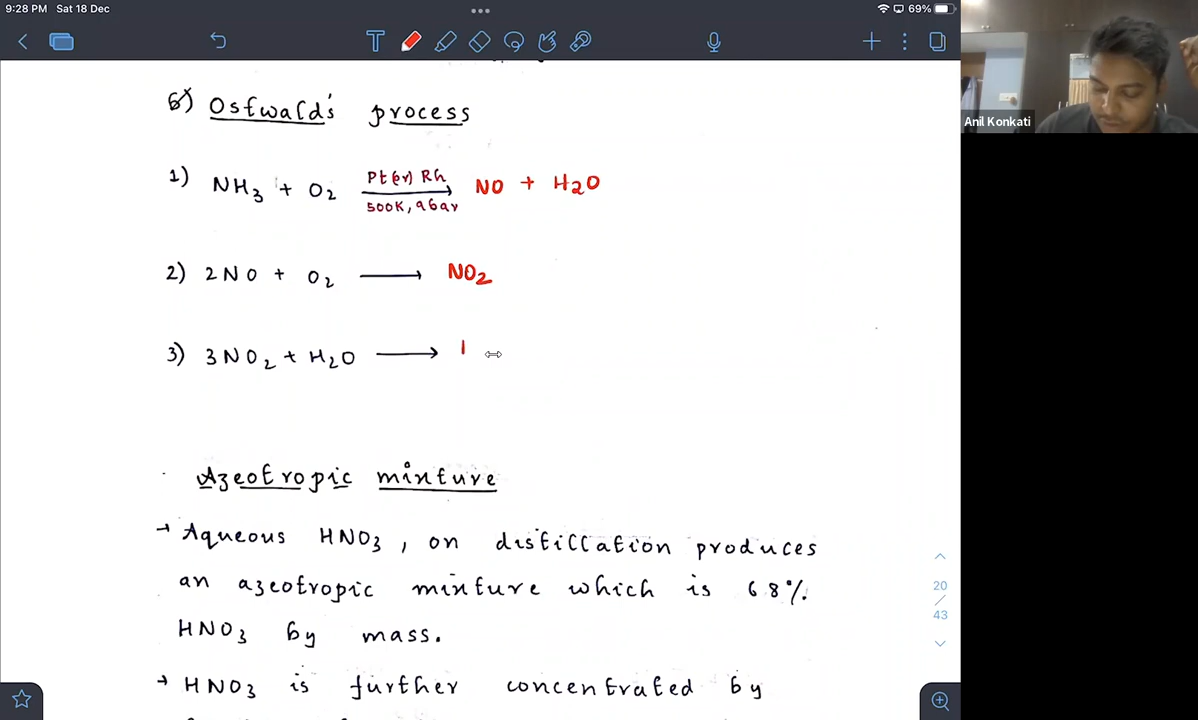 9:28 PM Sat 18 Dec
69%
Anil Konkati
6) Ostwald's process
1) NH3 + O2 Pt (or) Rh 500K, 9bar NO + H2O
2) 2NO + O2 NO2
3) 3NO2 + H2O
Azeotropic mixture
Aqueous HNO3, on distillation produces
an azeotropic mixture which is 68%
HNO3 by mass.
HNO3 is further concentrated by
20
43